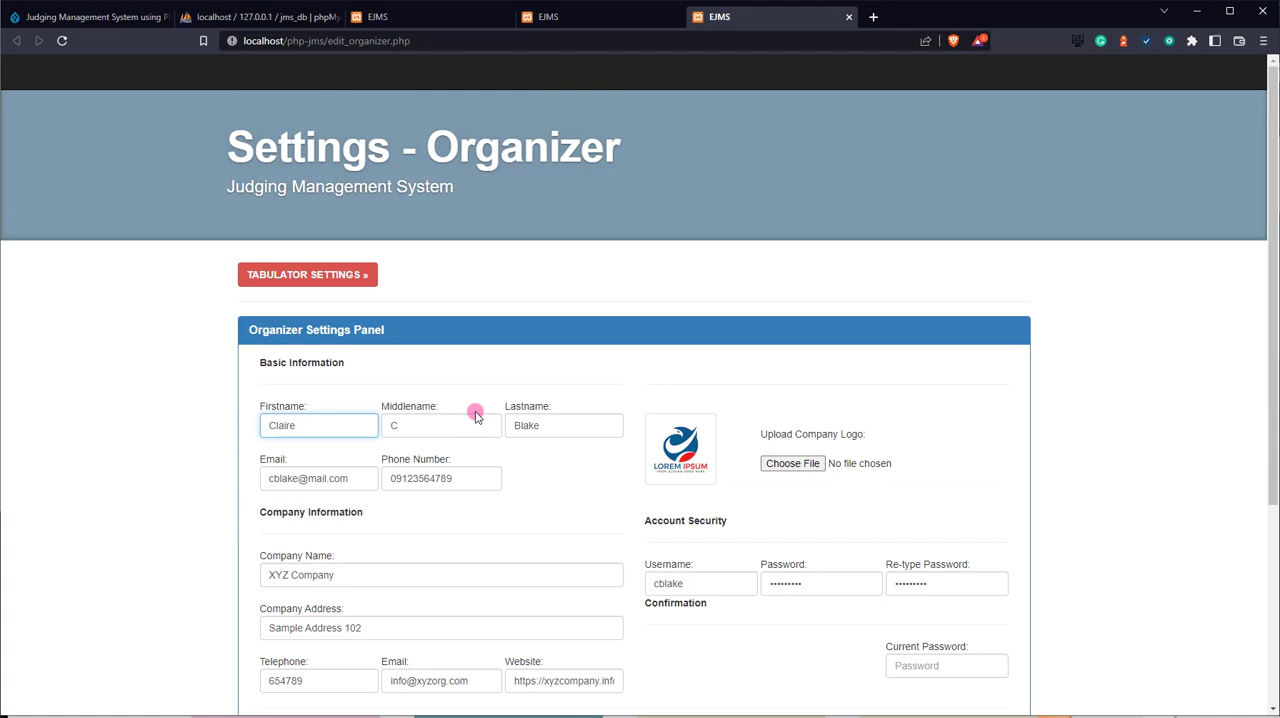 Judging Management System using P
localhost / 127.0.0.1 / jms_db | phpMy
EJMS
EJMS
EJMS
localhost/php-jms/edit_organizer.php
Settings - Organizer
Judging Management System
TABULATOR SETTINGS »
Organizer Settings Panel
Basic Information
Firstname: Middlename: Lastname:
Claire C Blake
Email: Phone Number:
cblake@mail.com 09123564789
LOREM IPSUM
Upload Company Logo:
Choose File No file chosen
Company Information
Company Name:
XYZ Company
Company Address:
Sample Address 102
Telephone: Email: Website:
654789 info@xyzorg.com https://xyzcompany.inf
Account Security
Username: Password: Re-type Password:
cblake ••••••••• •••••••••
Confirmation
Current Password:
Password